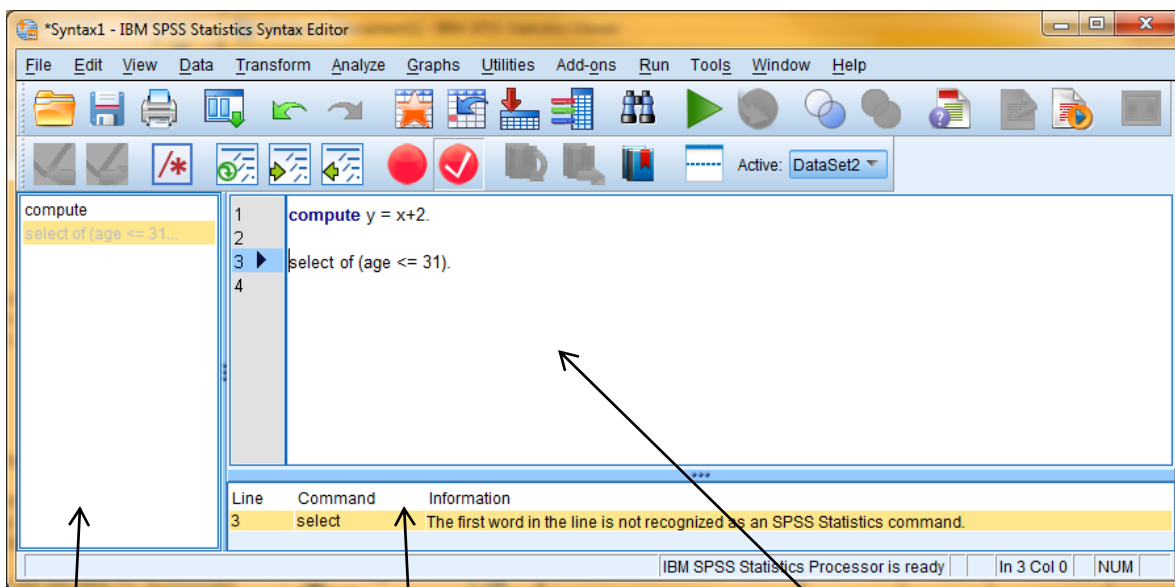 *Syntax1 - IBM SPSS Statistics Syntax Editor
File Edit View Data Transform Analyze Graphs Utilities Add-ons Run Tools Window Help
/*
Active: DataSet2
compute
select of (age <= 31...
1 compute y = x+2.
2
3 select of (age <= 31).
4
Line Command Information
3 select The first word in the line is not recognized as an SPSS Statistics command.
IBM SPSS Statistics Processor is ready In 3 Col 0 NUM